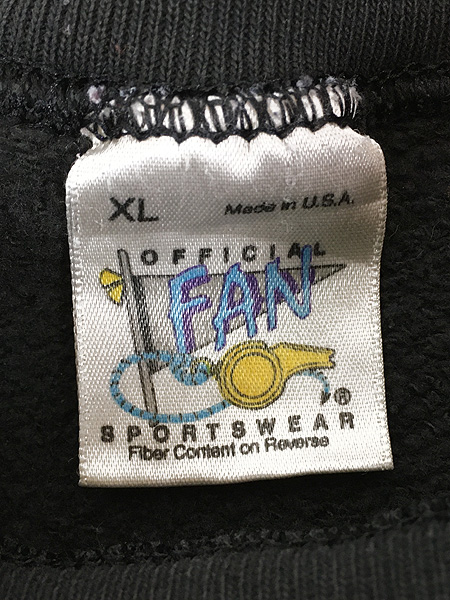 XL Made in U.S.A.
OFFICIAL
FAN
®
SPORTSWEAR
Fiber Content on Reverse